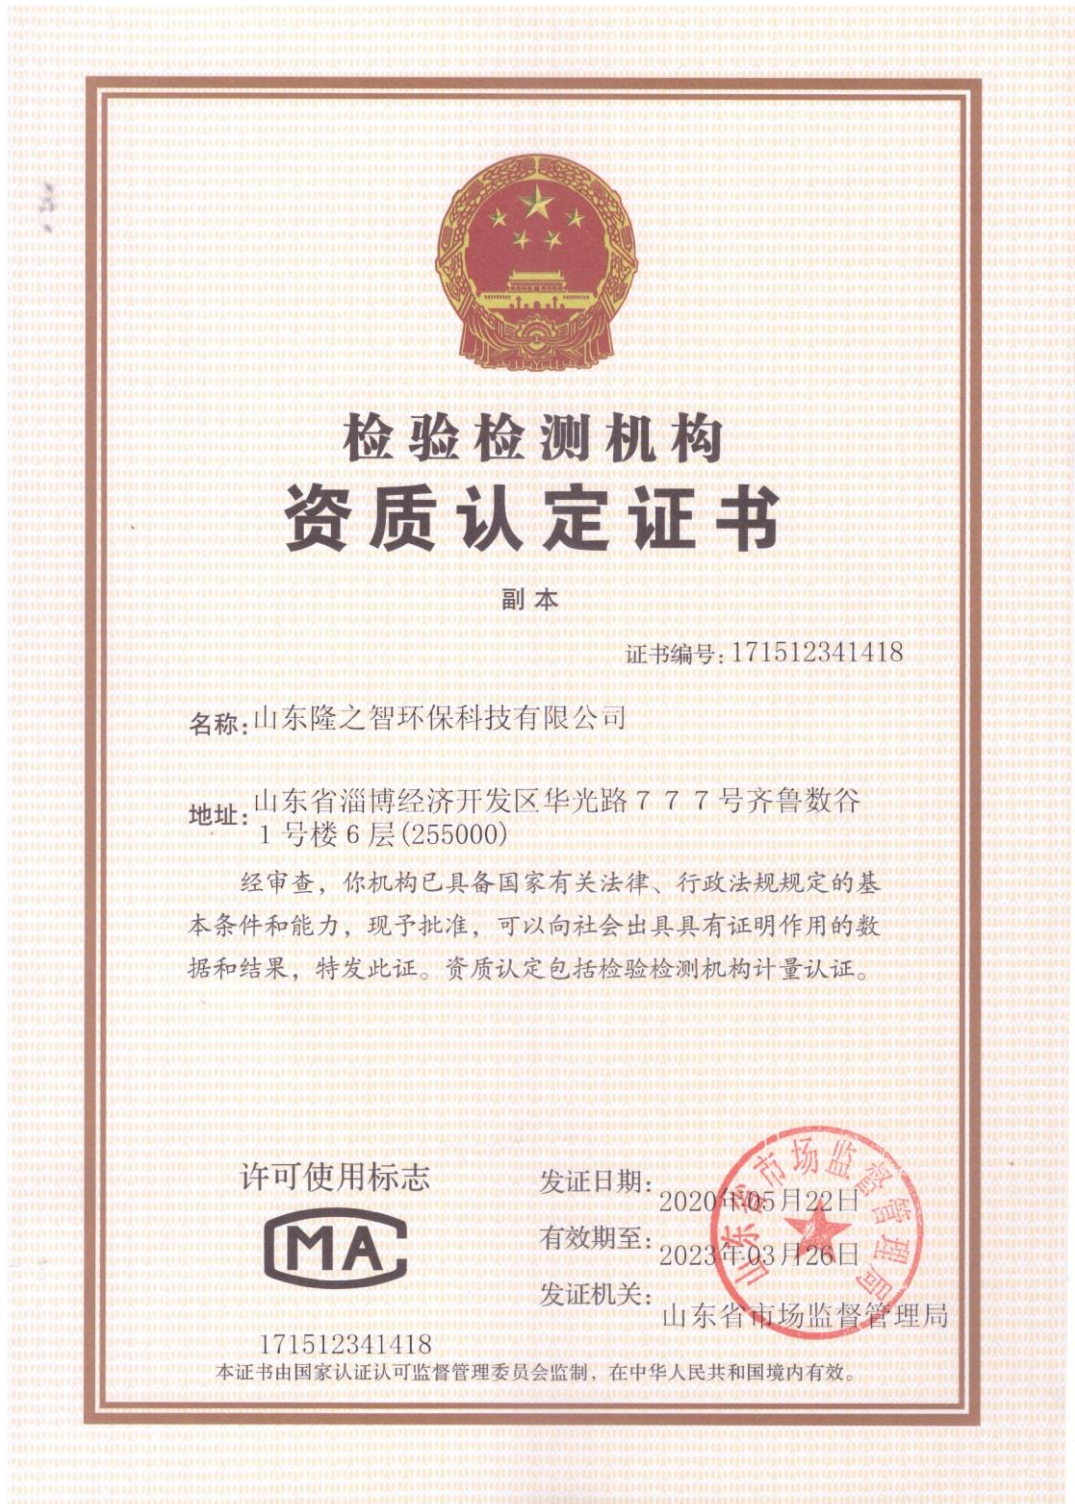 检验检测机构
资质认定证书
副本
证书编号:171512341418
名称:山东隆之智环保科技有限公司
地址:山东省淄博经济开发区华光路７７７号齐鲁数谷
1号楼6层(255000)
经审查，你机构已具备国家有关法律、行政法规规定的基
本条件和能力，现予批准，可以向社会出具具有证明作用的数
据和结果，特发此证。资质认定包括检验检测机构计量认证。
许可使用标志
MA
171512341418
发证日期:2020年05月22日
有效期至:2023年03月26日
发证机关:山东省市场监督管理局
山东省市场监督管理局
本证书由国家认证认可监督管理委员会监制，在中华人民共和国境内有效。